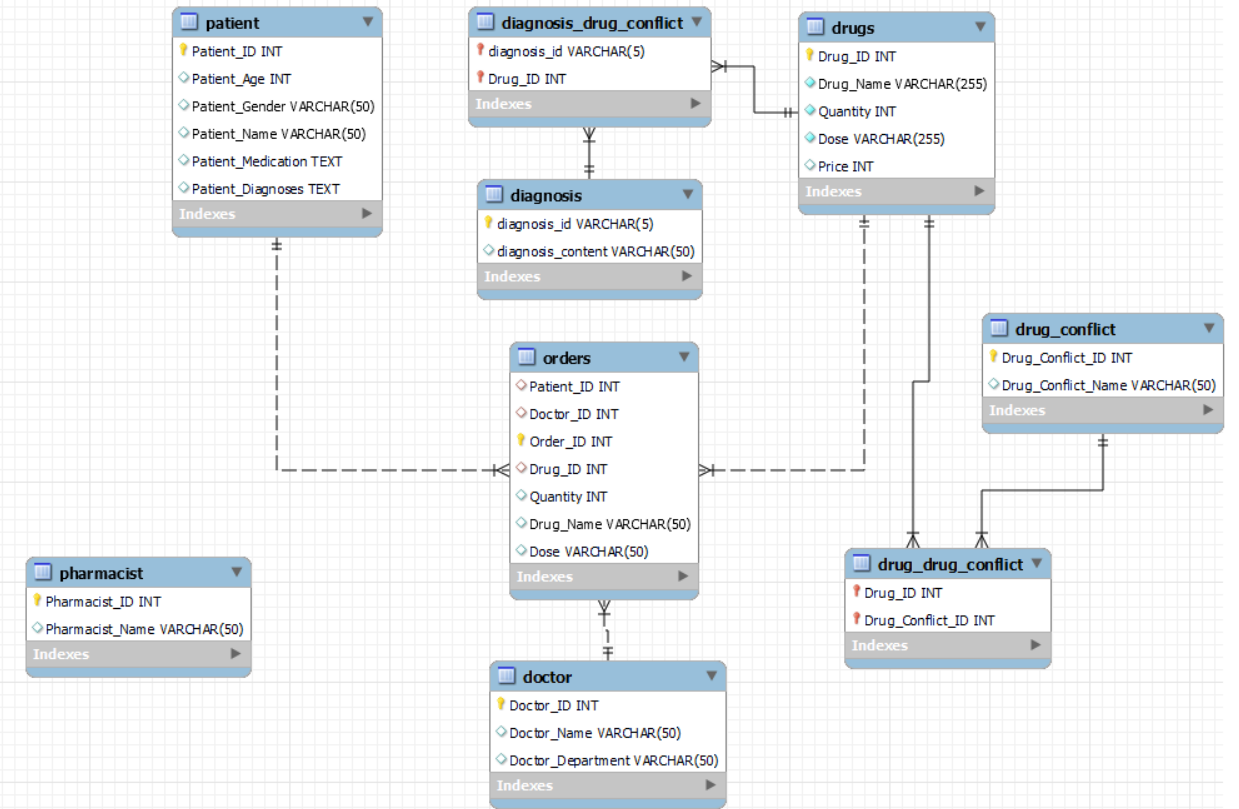 patient
Patient_ID INT
Patient_Age INT
Patient_Gender VARCHAR(50)
Patient_Name VARCHAR(50)
Patient_Medication TEXT
Patient_Diagnoses TEXT
Indexes
diagnosis_drug_conflict
diagnosis_id VARCHAR(5)
Drug_ID INT
Indexes
drugs
Drug_ID INT
Drug_Name VARCHAR(255)
Quantity INT
Dose VARCHAR(255)
Price INT
Indexes
diagnosis
diagnosis_id VARCHAR(5)
diagnosis_content VARCHAR(50)
Indexes
orders
Patient_ID INT
Doctor_ID INT
Order_ID INT
Drug_ID INT
Quantity INT
Drug_Name VARCHAR(50)
Dose VARCHAR(50)
Indexes
drug_conflict
Drug_Conflict_ID INT
Drug_Conflict_Name VARCHAR(50)
Indexes
pharmacist
Pharmacist_ID INT
Pharmacist_Name VARCHAR(50)
Indexes
drug_drug_conflict
Drug_ID INT
Drug_Conflict_ID INT
Indexes
doctor
Doctor_ID INT
Doctor_Name VARCHAR(50)
Doctor_Department VARCHAR(50)
Indexes